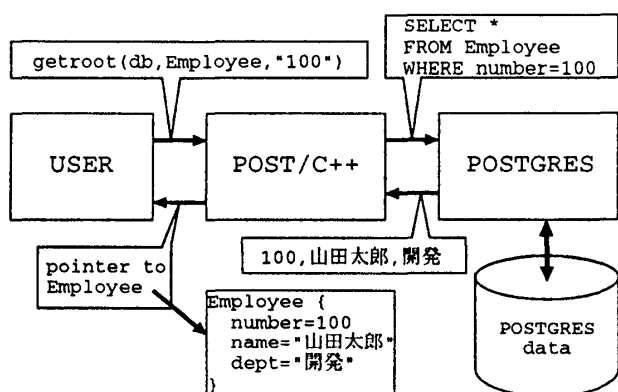 SELECT *
FROM Employee
WHERE number=100
getroot(db,Employee,"100")
USER
POST/C++
POSTGRES
100,山田太郎,開発
pointer to
Employee
Employee {
number=100
name="山田太郎"
dept="開発"
}
POSTGRES
data